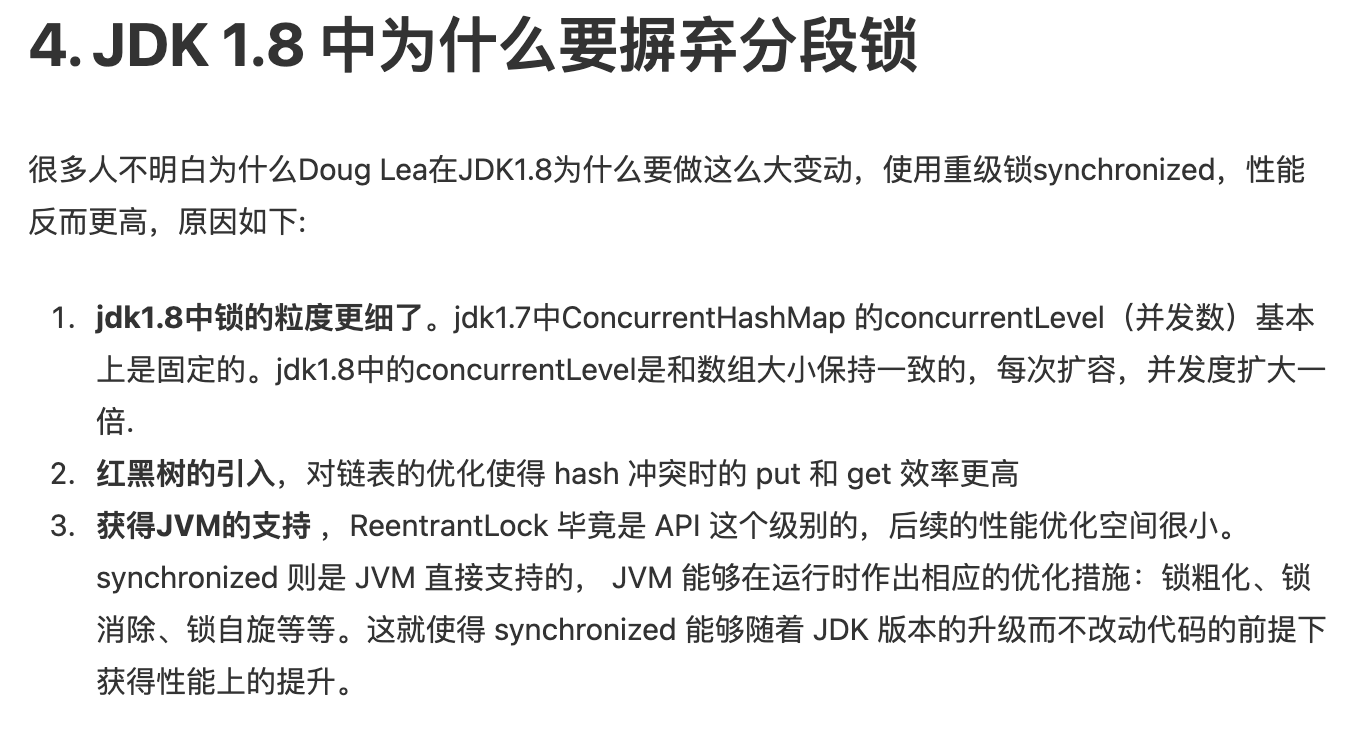 4. JDK 1.8 中为什么要摒弃分段锁
很多人不明白为什么Doug Lea在JDK1.8为什么要做这么大变动，使用重级锁synchronized，性能
反而更高，原因如下:
1. jdk1.8中锁的粒度更细了。jdk1.7中ConcurrentHashMap 的concurrentLevel（并发数）基本
上是固定的。jdk1.8中的concurrentLevel是和数组大小保持一致的，每次扩容，并发度扩大一
倍.
2. 红黑树的引入，对链表的优化使得 hash 冲突时的 put 和 get 效率更高
3. 获得JVM的支持 ，ReentrantLock 毕竟是 API 这个级别的，后续的性能优化空间很小。
synchronized 则是 JVM 直接支持的， JVM 能够在运行时作出相应的优化措施：锁粗化、锁
消除、锁自旋等等。这就使得 synchronized 能够随着 JDK 版本的升级而不改动代码的前提下
获得性能上的提升。